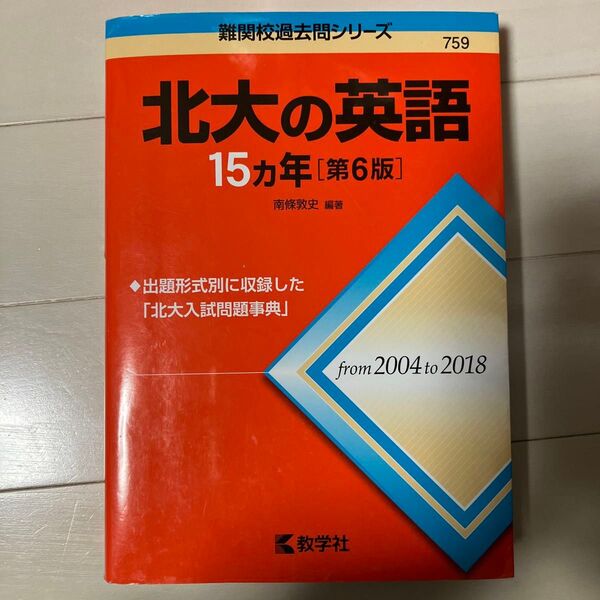 難関校過去問シリーズ
759
北大の英語
15ヵ年[第6版]
南條敦史 編著
◆出題形式別に収録した
「北大入試問題事典」
from 2004 to 2018
教学社